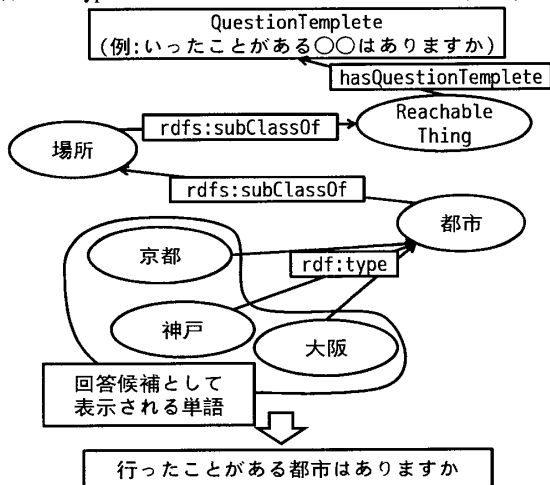 QuestionTemplete
(例:いったことがある〇〇はありますか)
hasQuestionTemplete
Reachable
Thing
rdfs:subClassOf
場所
rdfs:subClassOf
都市
京都
rdf:type
神戸
大阪
回答候補として
表示される単語
行ったことがある都市はありますか